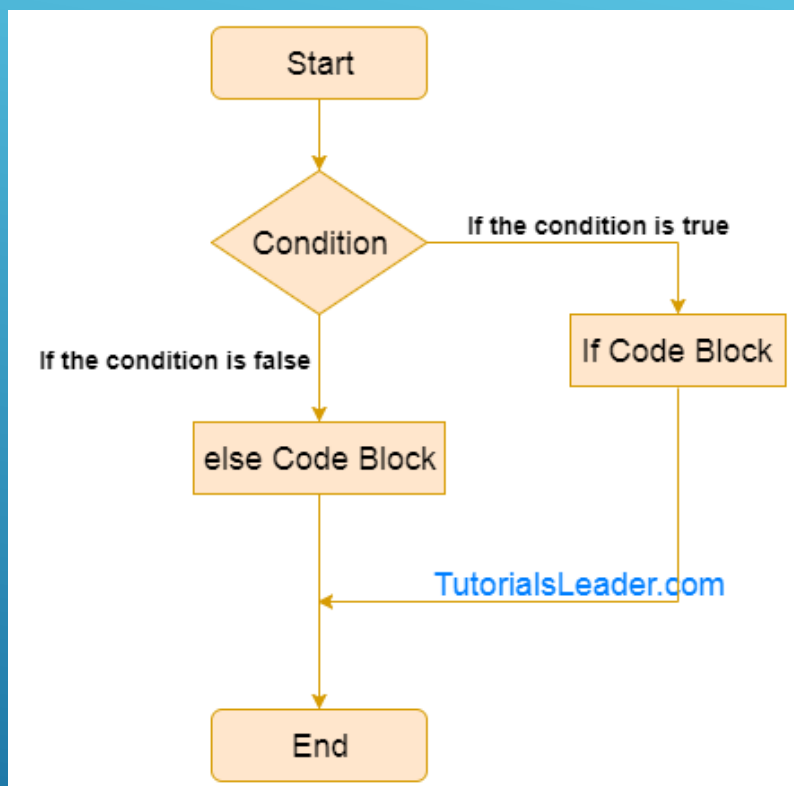 Start
Condition
If the condition is true
If Code Block
If the condition is false
else Code Block
TutorialsLeader.com
End